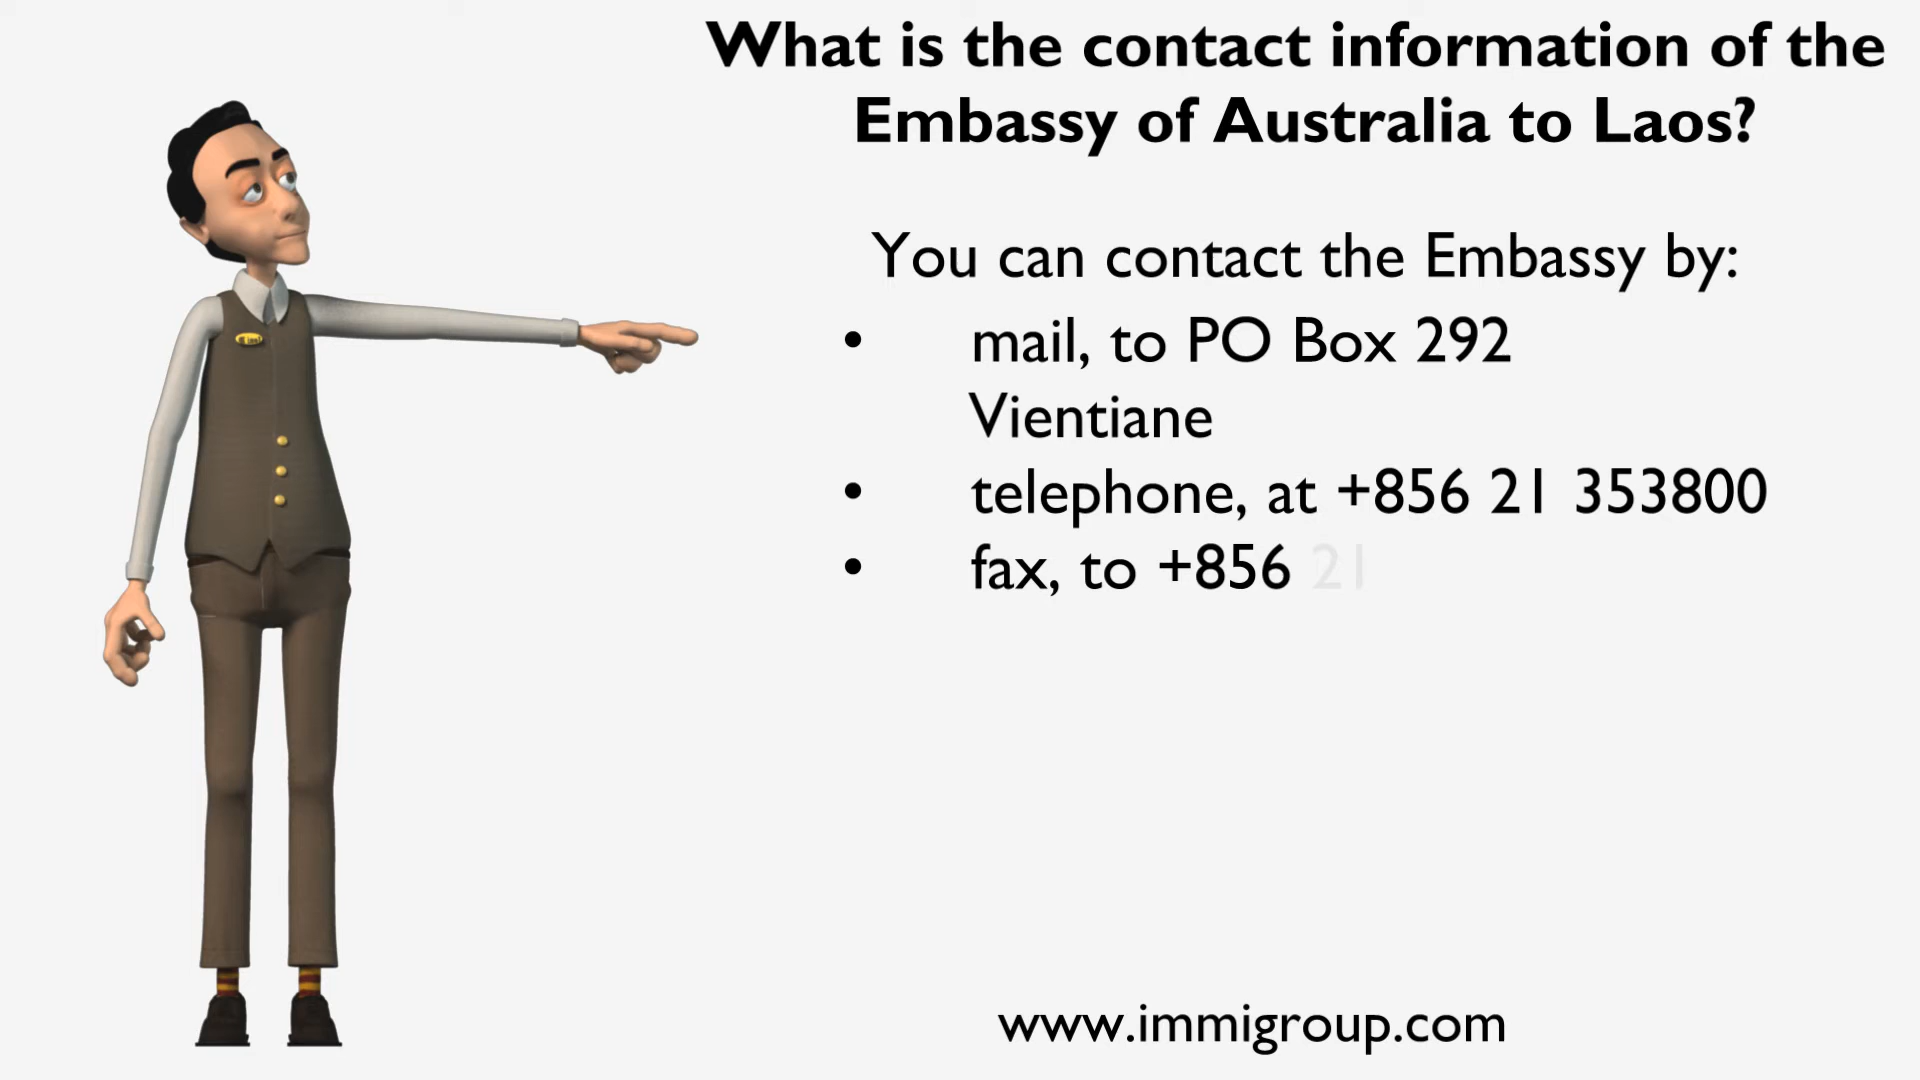 What is the contact information of the
Embassy of Australia to Laos?
You can contact the Embassy by:
• mail, to PO Box 292
Vientiane
• telephone, at +856 21 353800
• fax, to +856 21
www.immigroup.com